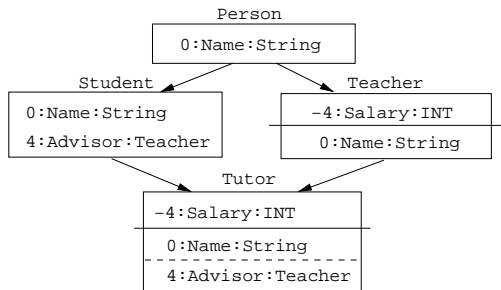 Person
0:Name:String
Student
Teacher
0:Name:String
4:Advisor:Teacher
-4:Salary:INT
0:Name:String
Tutor
-4:Salary:INT
0:Name:String
4:Advisor:Teacher